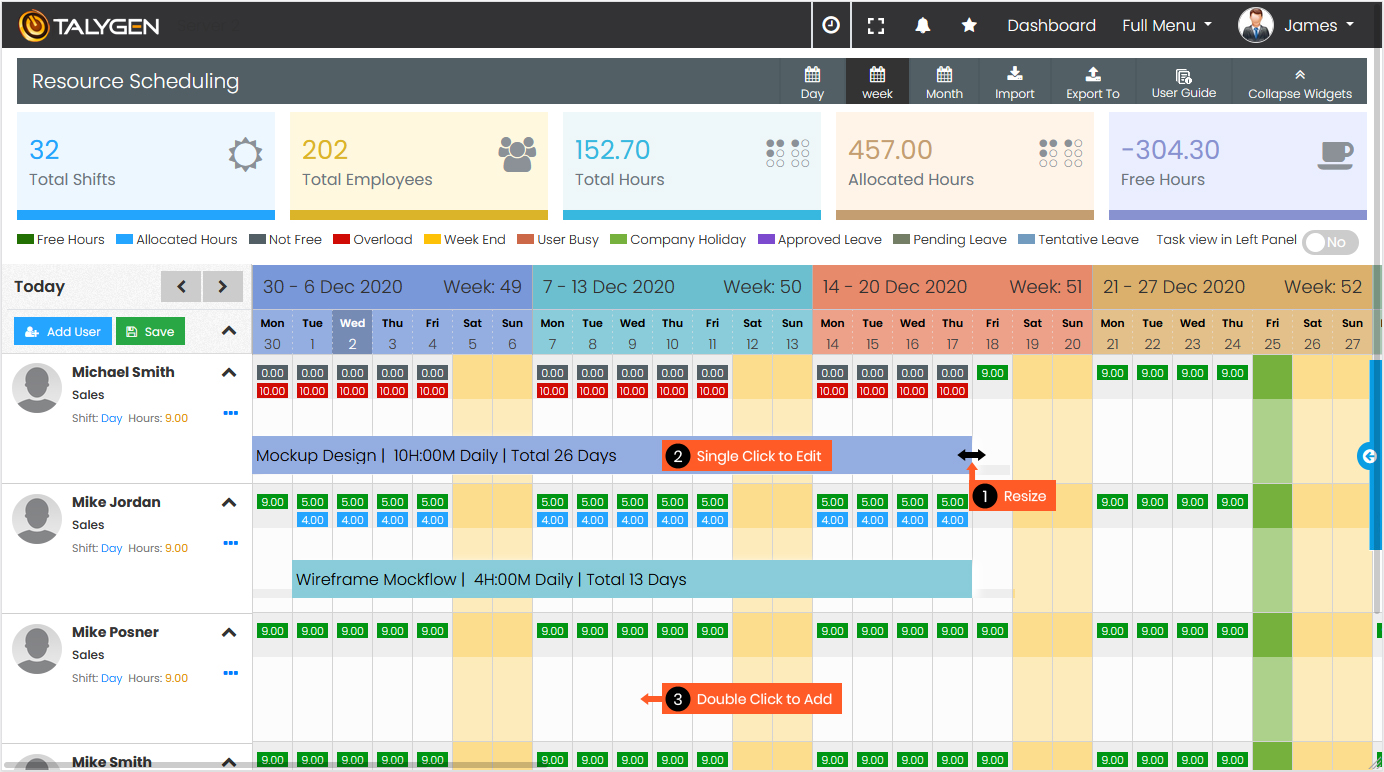 TALYGEN
Dashboard Full Menu James
Resource Scheduling
Day week Month Import Export To User Guide Collapse Widgets
32 202 152.70 457.00 -304.30
Total Shifts Total Employees Total Hours Allocated Hours Free Hours
Free Hours Allocated Hours Not Free Overload Week End User Busy Company Holiday Approved Leave Pending Leave Tentative Leave Task view in Left Panel No
Today 30 - 6 Dec 2020 Week: 49 7 - 13 Dec 2020 Week: 50 14 - 20 Dec 2020 Week: 51 21 - 27 Dec 2020 Week: 52
Add User Save
Mon Tue Wed Thu Fri Sat Sun Mon Tue Wed Thu Fri Sat Sun Mon Tue Wed Thu Fri Sat Sun Mon Tue Wed Thu Fri Sat Sun
30 1 2 3 4 5 6 7 8 9 10 11 12 13 14 15 16 17 18 19 20 21 22 23 24 25 26 27
Michael Smith 0.00 0.00 0.00 0.00 0.00 0.00 0.00 0.00 0.00 0.00 0.00 0.00 0.00 0.00 9.00 9.00 9.00 9.00 9.00
Sales 10.00 10.00 10.00 10.00 10.00 10.00 10.00 10.00 10.00 10.00 10.00 10.00 10.00 10.00
Shift: Day Hours: 9.00
Mockup Design | 10H:00M Daily | Total 26 Days 2 Single Click to Edit
1 Resize
Mike Jordan 9.00 5.00 5.00 5.00 5.00 5.00 5.00 5.00 5.00 5.00 5.00 5.00 5.00 5.00 9.00 9.00 9.00 9.00
Sales 4.00 4.00 4.00 4.00 4.00 4.00 4.00 4.00 4.00 4.00 4.00 4.00 4.00
Shift: Day Hours: 9.00
Wireframe Mockflow | 4H:00M Daily | Total 13 Days
Mike Posner 9.00 9.00 9.00 9.00 9.00 9.00 9.00 9.00 9.00 9.00 9.00 9.00 9.00 9.00 9.00 9.00 9.00 9.00 9.00
Sales
Shift: Day Hours: 9.00
3 Double Click to Add
Mike Smith 9.00 9.00 9.00 9.00 9.00 9.00 9.00 9.00 9.00 9.00 9.00 9.00 9.00 9.00 9.00 9.00 9.00 9.00 9.00